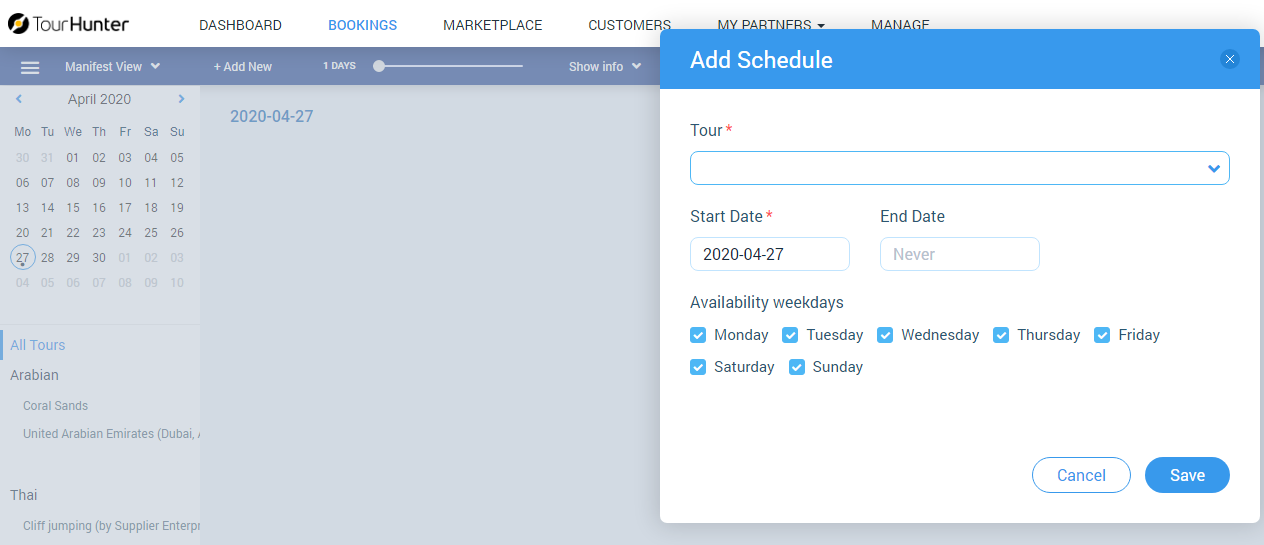 TourHunter DASHBOARD BOOKINGS MARKETPLACE CUSTOMERS MY PARTNERS MANAGE
Manifest View + Add New 1 DAYS Show info
April 2020
Mo Tu We Th Fr Sa Su
30 31 01 02 03 04 05
06 07 08 09 10 11 12
13 14 15 16 17 18 19
20 21 22 23 24 25 26
27 28 29 30 01 02 03
04 05 06 07 08 09 10
All Tours
Arabian
Coral Sands
United Arabian Emirates (Dubai,
Thai
Cliff jumping (by Supplier Enterpr
2020-04-27
Add Schedule
Tour *
Start Date * End Date
2020-04-27 Never
Availability weekdays
Monday Tuesday Wednesday Thursday Friday
Saturday Sunday
Cancel Save